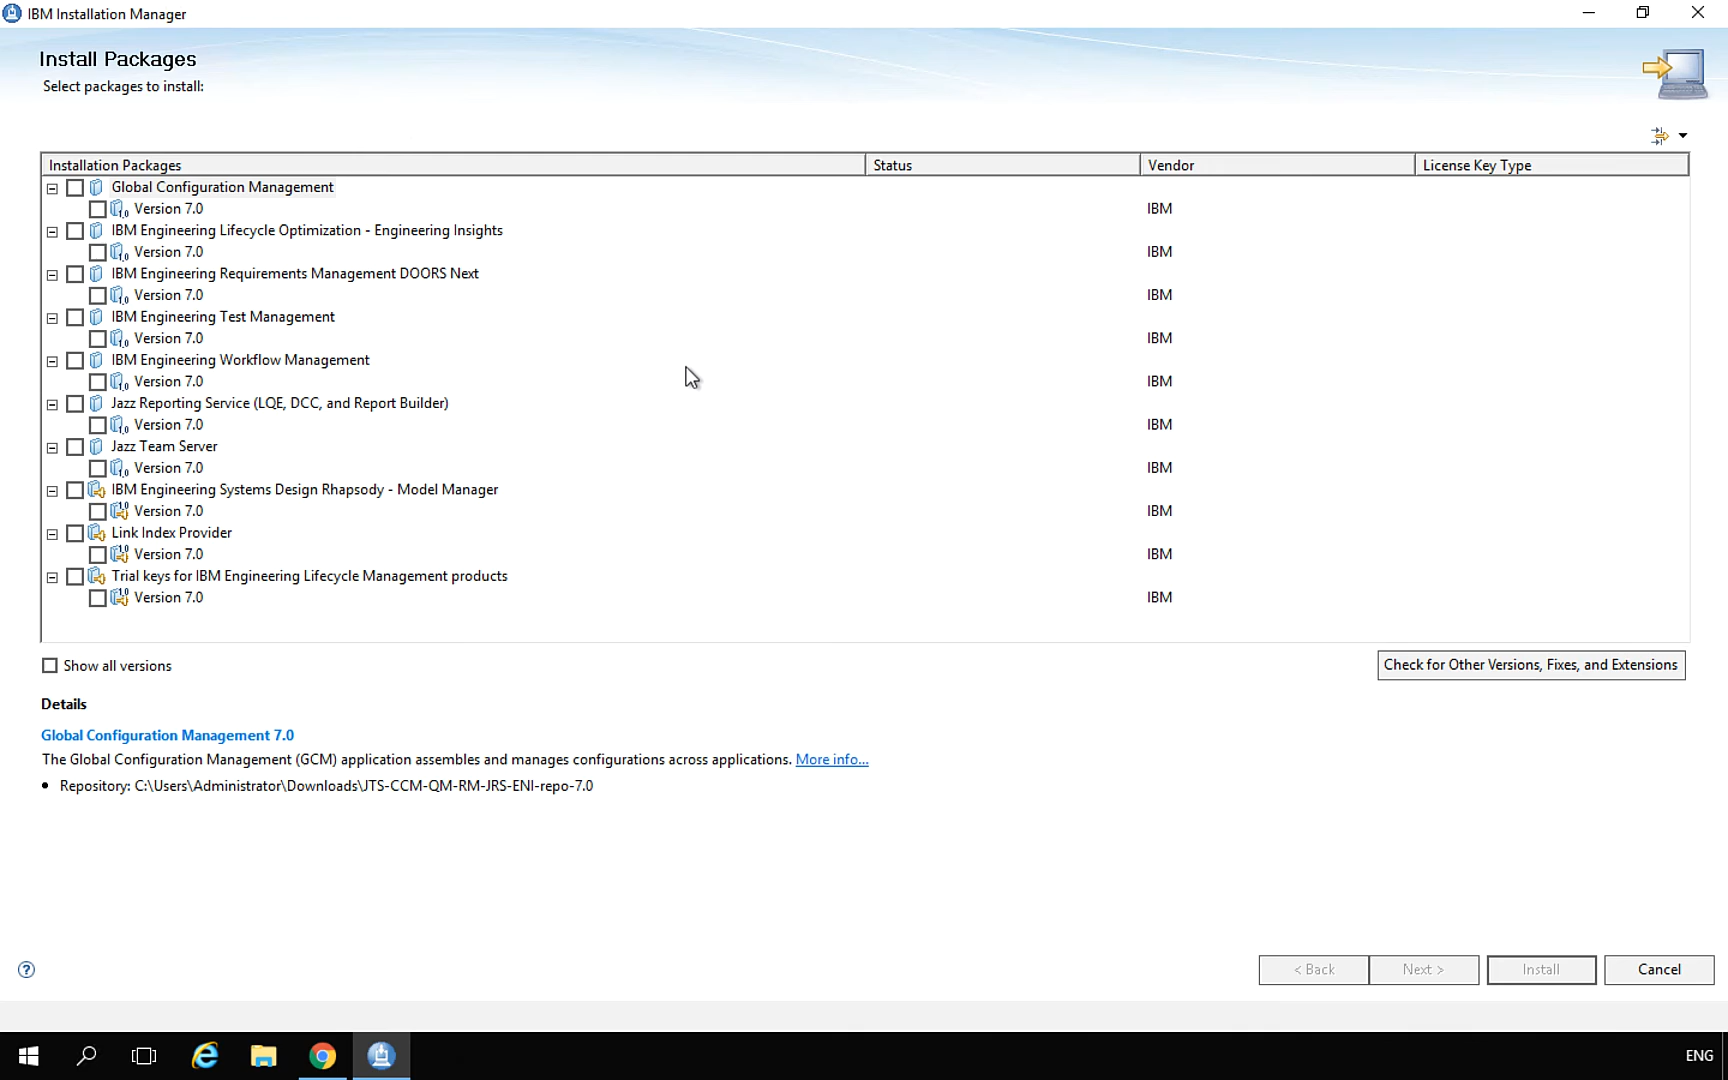 IBM Installation Manager
Install Packages
Select packages to install:
Installation Packages Status Vendor License Key Type
Global Configuration Management
Version 7.0 IBM
IBM Engineering Lifecycle Optimization - Engineering Insights
Version 7.0 IBM
IBM Engineering Requirements Management DOORS Next
Version 7.0 IBM
IBM Engineering Test Management
Version 7.0 IBM
IBM Engineering Workflow Management
Version 7.0 IBM
Jazz Reporting Service (LQE, DCC, and Report Builder)
Version 7.0 IBM
Jazz Team Server
Version 7.0 IBM
IBM Engineering Systems Design Rhapsody - Model Manager
Version 7.0 IBM
Link Index Provider
Version 7.0 IBM
Trial keys for IBM Engineering Lifecycle Management products
Version 7.0 IBM
Show all versions Check for Other Versions, Fixes, and Extensions
Details
Global Configuration Management 7.0
The Global Configuration Management (GCM) application assembles and manages configurations across applications. More info...
• Repository: C:\Users\Administrator\Downloads\JTS-CCM-QM-RM-JRS-ENI-repo-7.0
? < Back Next > Install Cancel
ENG